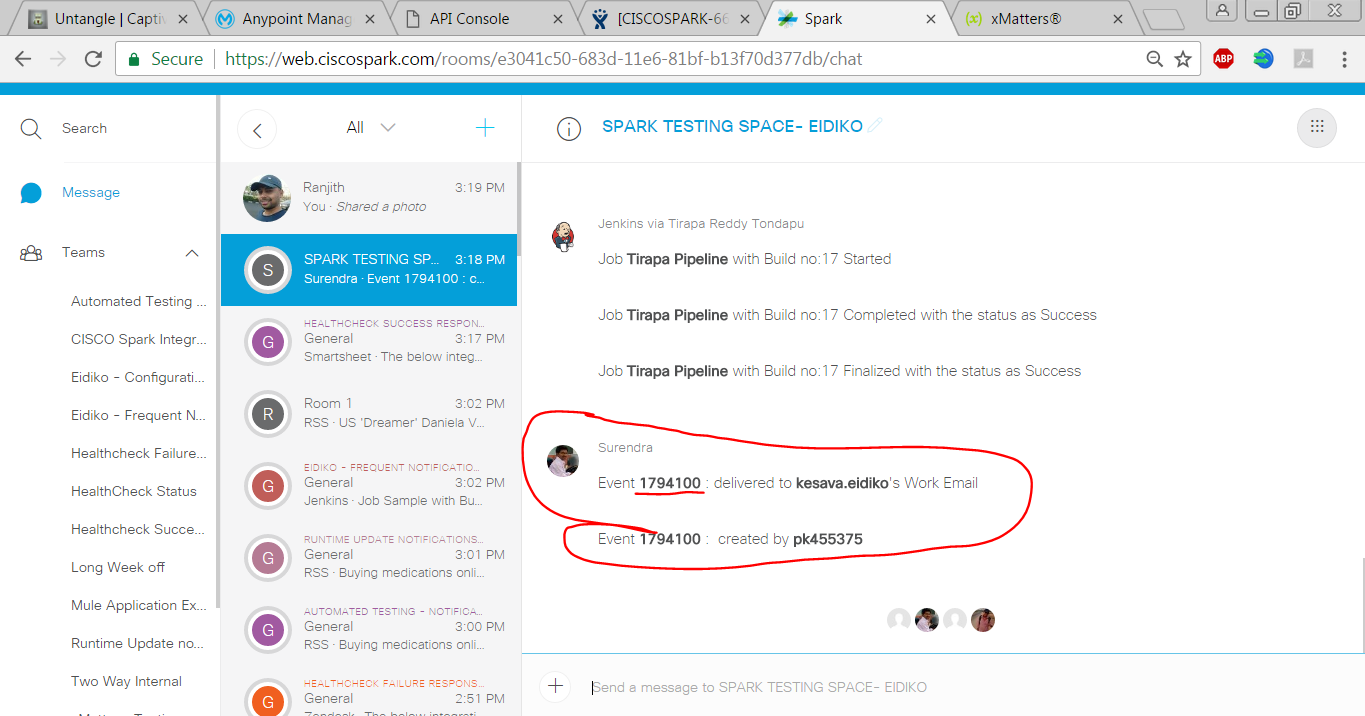 Untangle | Captiv
Anypoint Manag
API Console
[CISCOSPARK-66
Spark
xMatters®
Secure
https://web.ciscospark.com/rooms/e3041c50-683d-11e6-81bf-b13f70d377db/chat
ABP
Search
Message
Teams
Automated Testing ...
CISCO Spark Integr...
Eidiko - Configurati...
Eidiko - Frequent N...
Healthcheck Failure...
HealthCheck Status
Healthcheck Succe...
Long Week off
Mule Application Ex...
Runtime Update no...
Two Way Internal
All
Ranjith 3:19 PM
You · Shared a photo
S
SPARK TESTING SP... 3:18 PM
Surendra · Event 1794100 : c...
HEALTHCHECK SUCCESS RESPON...
G
General 3:17 PM
Smartsheet · The below integ...
R
Room 1 3:02 PM
RSS · US 'Dreamer' Daniela V...
EIDIKO - FREQUENT NOTIFICATIO...
G
General 3:02 PM
Jenkins · Job Sample with Bu...
RUNTIME UPDATE NOTIFICATIONS...
G
General 3:01 PM
RSS · Buying medications onli...
AUTOMATED TESTING - NOTIFICA...
G
General 3:00 PM
RSS · Buying medications onli...
HEALTHCHECK FAILURE RESPONS...
G
General 2:51 PM
Zendesk · The below integrati...
SPARK TESTING SPACE- EIDIKO
Jenkins via Tirapa Reddy Tondapu
Job Tirapa Pipeline with Build no:17 Started
Job Tirapa Pipeline with Build no:17 Completed with the status as Success
Job Tirapa Pipeline with Build no:17 Finalized with the status as Success
Surendra
Event 1794100 : delivered to kesava.eidiko's Work Email
Event 1794100 : created by pk455375
Send a message to SPARK TESTING SPACE- EIDIKO